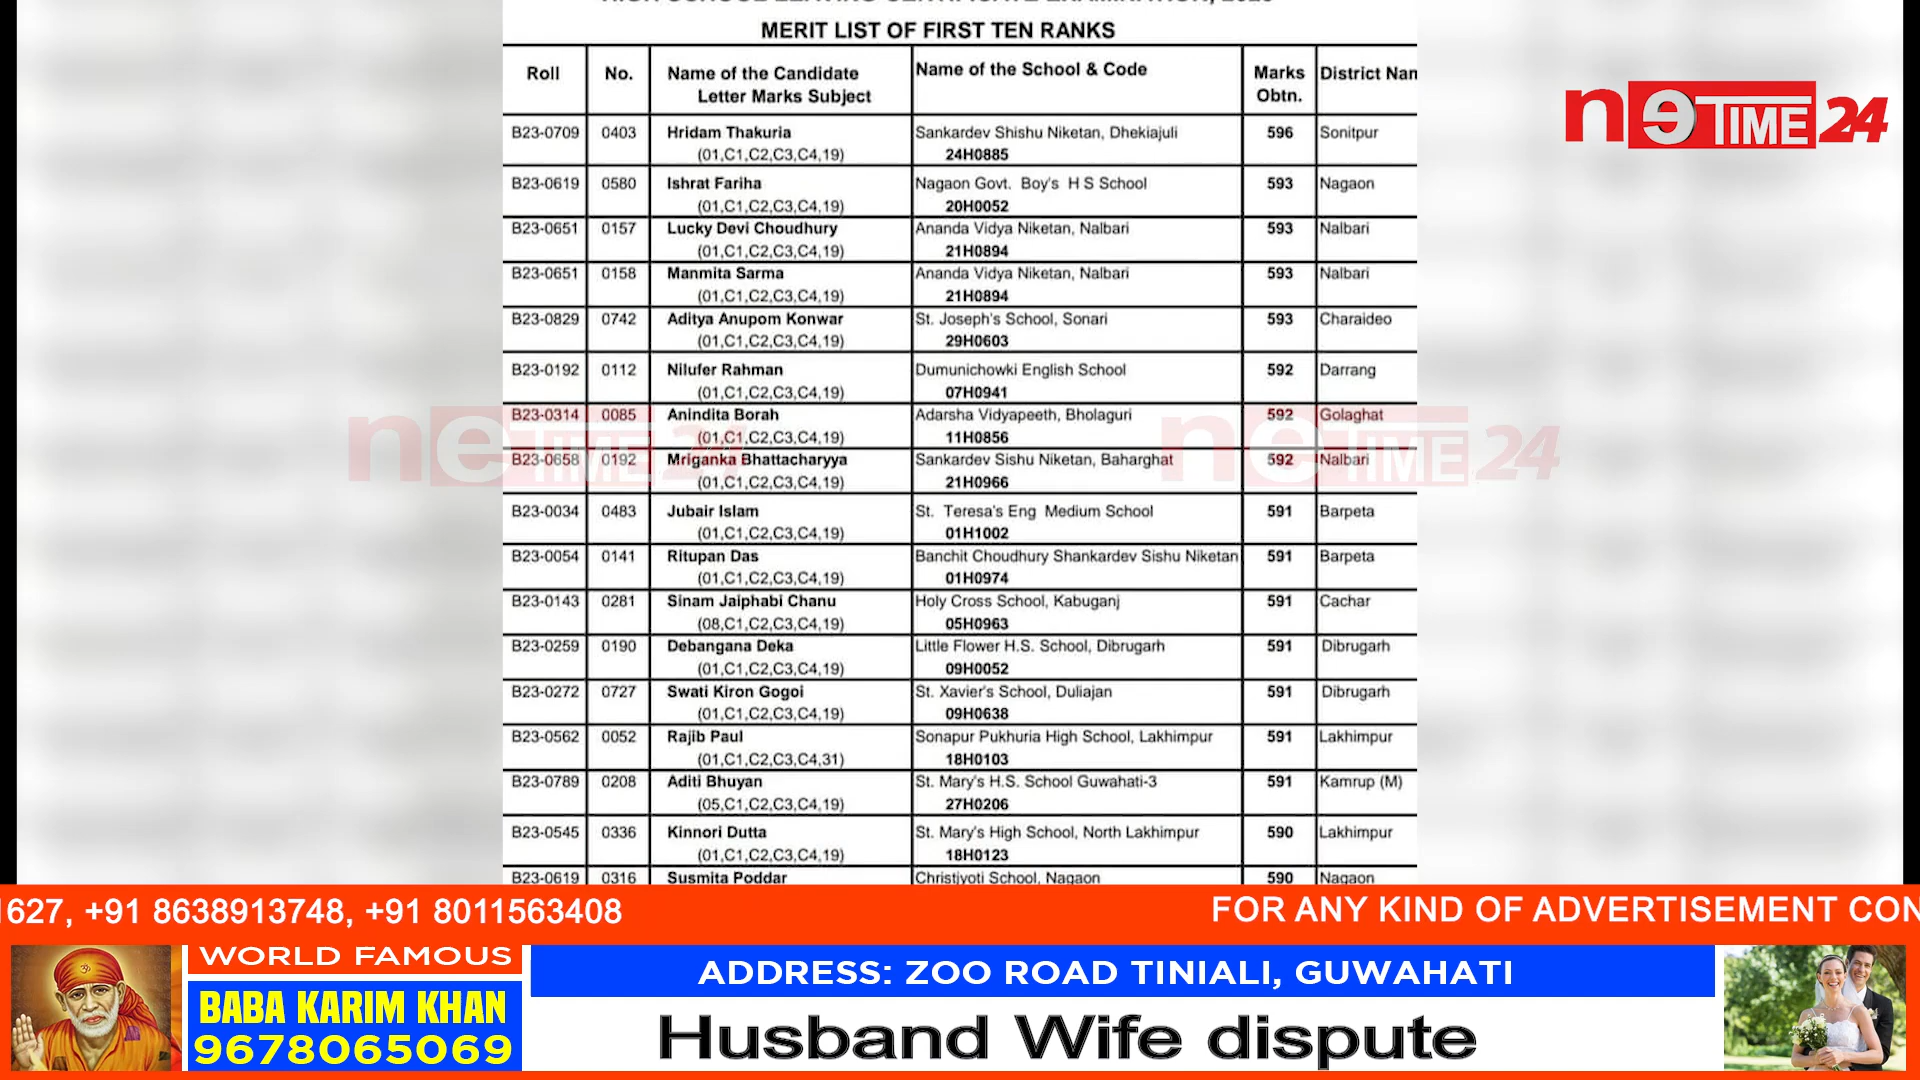 MERIT LIST OF FIRST TEN RANKS
Roll No. Name of the Candidate Name of the School & Code Marks District Nam
Letter Marks Subject Obtn.
B23-0709 0403 Hridam Thakuria Sankardev Shishu Niketan, Dhekiajuli 596 Sonitpur
(01,C1,C2,C3,C4,19) 24H0885
B23-0619 0580 Ishrat Fariha Nagaon Govt. Boy's H S School 593 Nagaon
(01,C1,C2,C3,C4,19) 20H0052
B23-0651 0157 Lucky Devi Choudhury Ananda Vidya Niketan, Nalbari 593 Nalbari
(01,C1,C2,C3,C4,19) 21H0894
B23-0651 0158 Manmita Sarma Ananda Vidya Niketan, Nalbari 593 Nalbari
(01,C1,C2,C3,C4,19) 21H0894
B23-0829 0742 Aditya Anupom Konwar St. Joseph's School, Sonari 593 Charaideo
(01,C1,C2,C3,C4,19) 29H0603
B23-0192 0112 Nilufer Rahman Dumunichowki English School 592 Darrang
(01,C1,C2,C3,C4,19) 07H0941
B23-0314 0085 Anindita Borah Adarsha Vidyapeeth, Bholaguri 592 Golaghat
(01,C1,C2,C3,C4,19) 11H0856
B23-0658 0192 Mriganka Bhattacharyya Sankardev Sishu Niketan, Baharghat 592 Nalbari
(01,C1,C2,C3,C4,19) 21H0966
B23-0034 0483 Jubair Islam St. Teresa's Eng Medium School 591 Barpeta
(01,C1,C2,C3,C4,19) 01H1002
B23-0054 0141 Ritupan Das Banchit Choudhury Shankardev Sishu Niketan 591 Barpeta
(01,C1,C2,C3,C4,19) 01H0974
B23-0143 0281 Sinam Jaiphabi Chanu Holy Cross School, Kabuganj 591 Cachar
(08,C1,C2,C3,C4,19) 05H0963
B23-0259 0190 Debangana Deka Little Flower H.S. School, Dibrugarh 591 Dibrugarh
(01,C1,C2,C3,C4,19) 09H0052
B23-0272 0727 Swati Kiron Gogoi St. Xavier's School, Duliajan 591 Dibrugarh
(01,C1,C2,C3,C4,19) 09H0638
B23-0562 0052 Rajib Paul Sonapur Pukhuria High School, Lakhimpur 591 Lakhimpur
(01,C1,C2,C3,C4,31) 18H0103
B23-0789 0208 Aditi Bhuyan St. Mary's H.S. School Guwahati-3 591 Kamrup (M)
(05,C1,C2,C3,C4,19) 27H0206
B23-0545 0336 Kinnori Dutta St. Mary's High School, North Lakhimpur 590 Lakhimpur
(01,C1,C2,C3,C4,19) 18H0123
B23-0619 0316 Susmita Poddar Christjyoti School, Nagaon 590 Nagaon
ne TIME 24
ne TIME 24
ne TIME 24
1627, +91 8638913748, +91 8011563408
FOR ANY KIND OF ADVERTISEMENT CON
WORLD FAMOUS
BABA KARIM KHAN
9678065069
ADDRESS: ZOO ROAD TINIALI, GUWAHATI
Husband Wife dispute